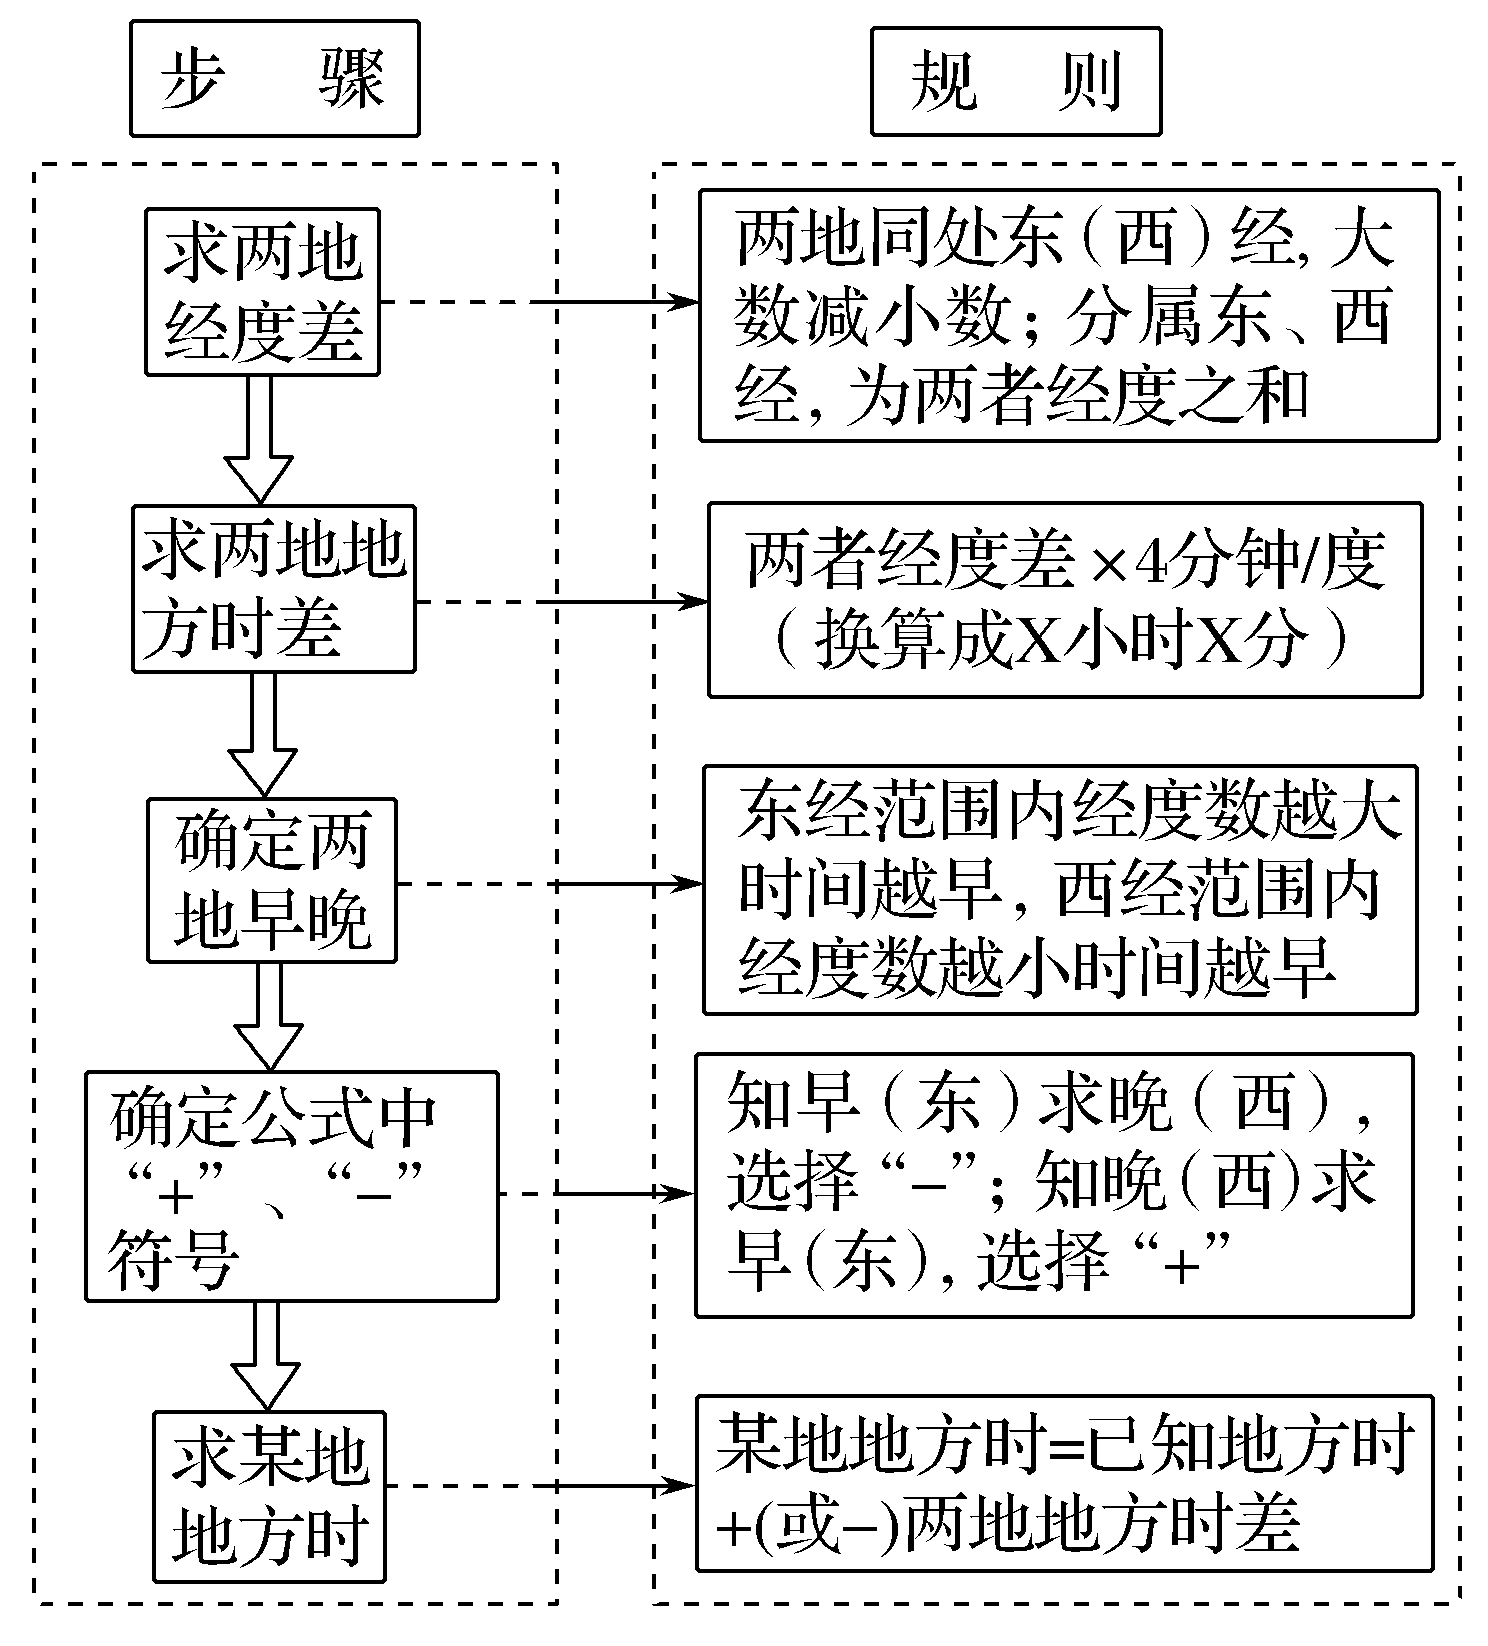 步 骤
规 则
求两地
经度差
两地同处东（西）经，大
数减小数；分属东、西
经，为两者经度之和
求两地地
方时差
两者经度差×4分钟/度
（换算成X小时X分）
确定两
地早晚
东经范围内经度数越大
时间越早，西经范围内
经度数越小时间越早
确定公式中
“+”、“−”
符号
知早（东）求晚（西），
选择“−”；知晚（西）求
早（东），选择“+”
求某地
地方时
某地地方时=已知地方时
+(或−)两地地方时差